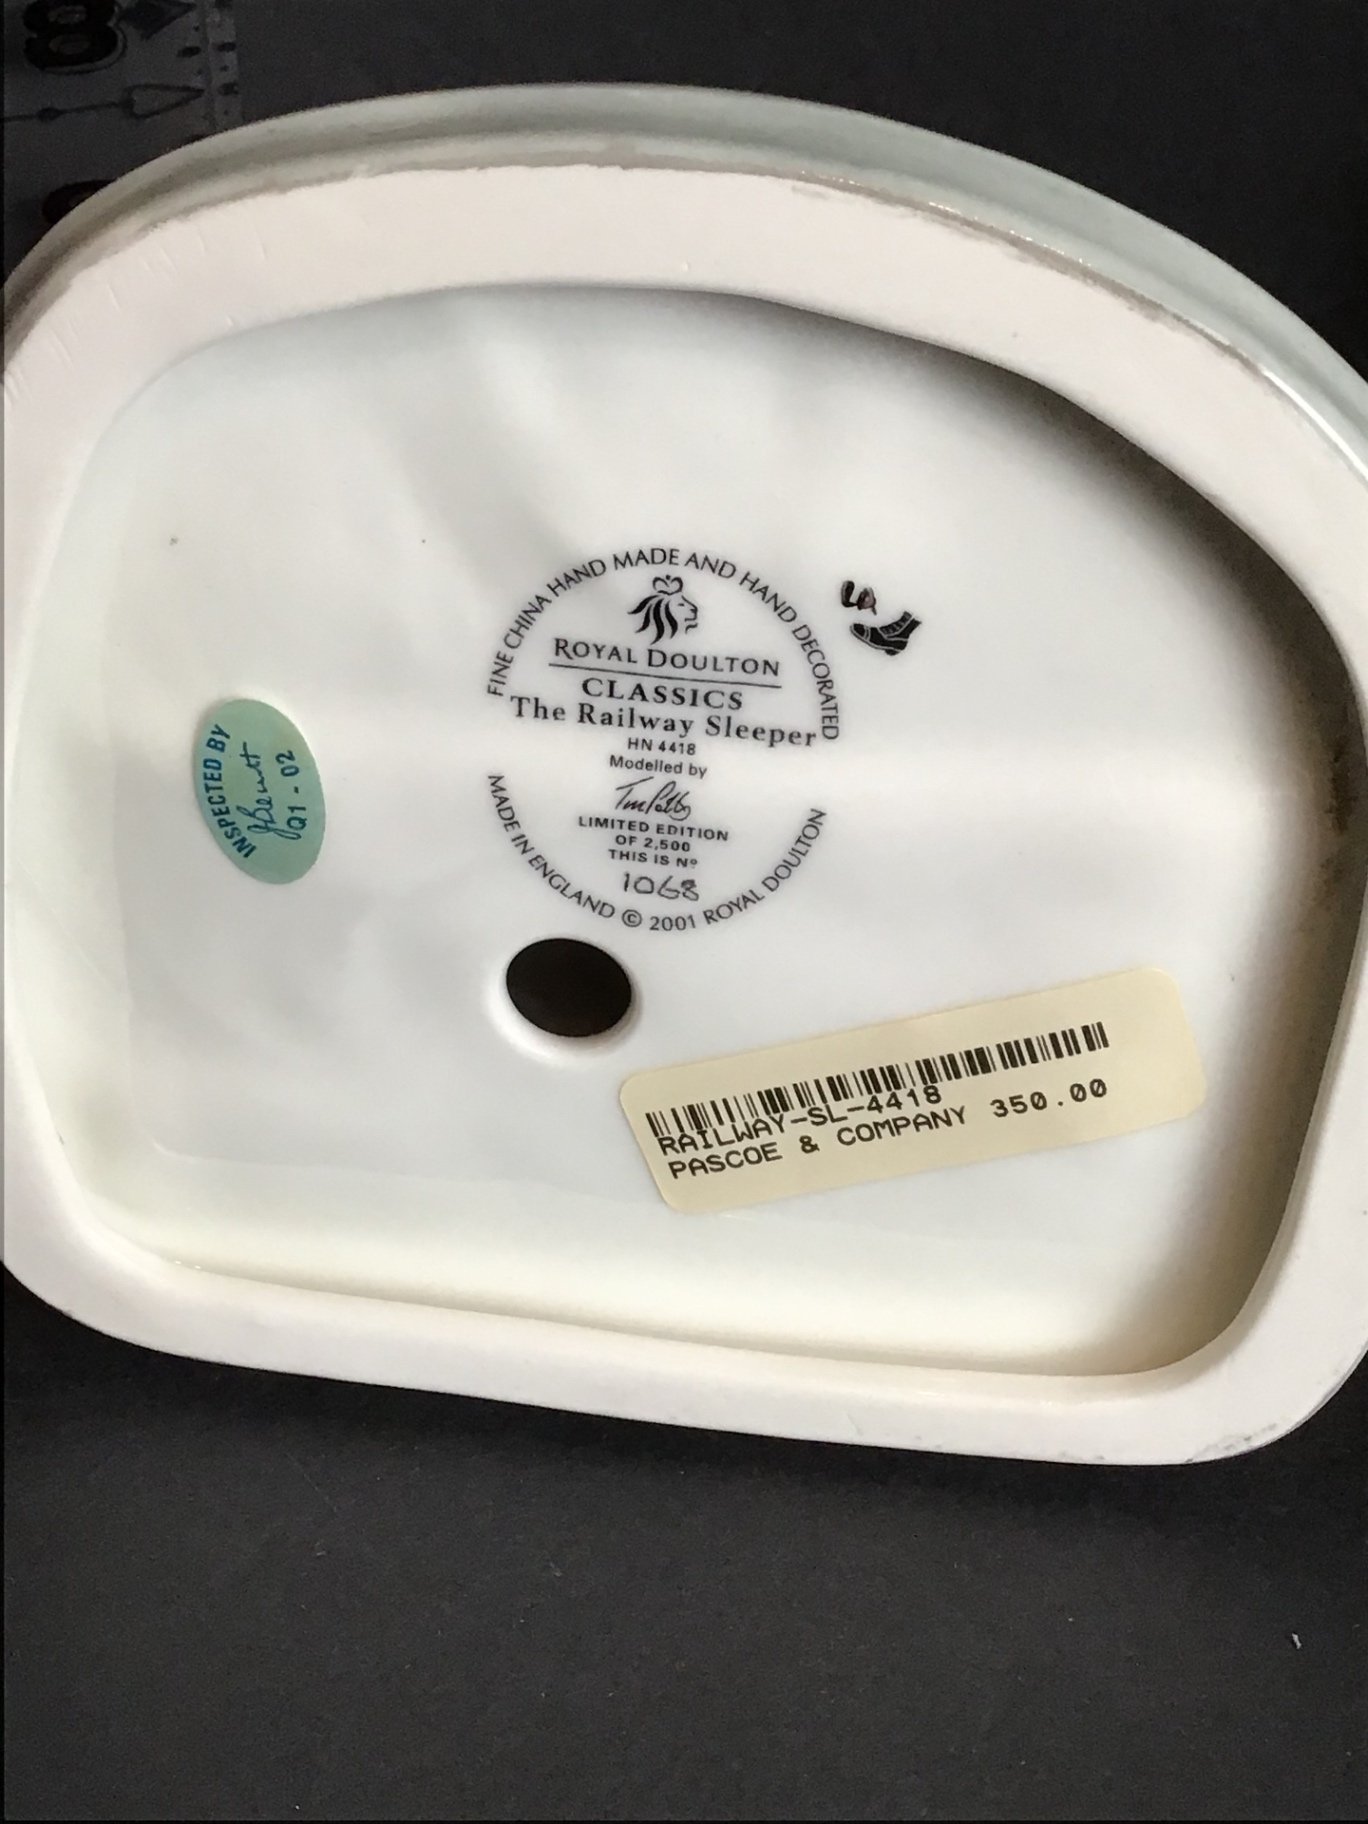 FINE CHINA HAND MADE AND HAND DECORATED
ROYAL DOULTON
CLASSICS
The Railway Sleeper
HN 4418
Modelled by
LIMITED EDITION
OF 2,500
THIS IS Nº
1068
MADE IN ENGLAND © 2001 ROYAL DOULTON
INSPECTED BY
Q1-02
RAILWAY-SL-4418
PASCOE & COMPANY 350.00
8